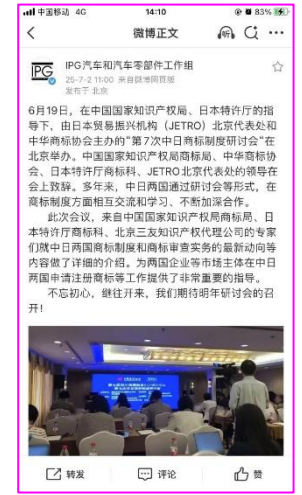 中国移动 4G 14:10 83%
微博正文
听
IPG
IPG汽车和汽车零部件工作组
25-7-2 11:00 来自微博网页版
发布于 北京
6月19日，在中国国家知识产权局、日本特许厅的指
导下，由日本贸易振兴机构（JETRO）北京代表处和
中华商标协会主办的“第7次中日商标制度研讨会”在
北京举办。中国国家知识产权局商标局、中华商标协
会、日本特许厅商标科、JETRO北京代表处的领导在
会上致辞。多年来，中日两国通过研讨会等形式，在
商标制度方面相互交流和学习、不断加深合作。
此次会议，来自中国国家知识产权局商标局、日
本特许厅商标科、北京三友知识产权代理公司的专家
们就中日两国商标制度和商标审查实务的最新动向等
内容做了详细的介绍。为两国企业等市场主体在中日
两国申请注册商标等工作提供了非常重要的指导。
不忘初心，继往开来，我们期待明年研讨会的召
开！
转发 评论 赞